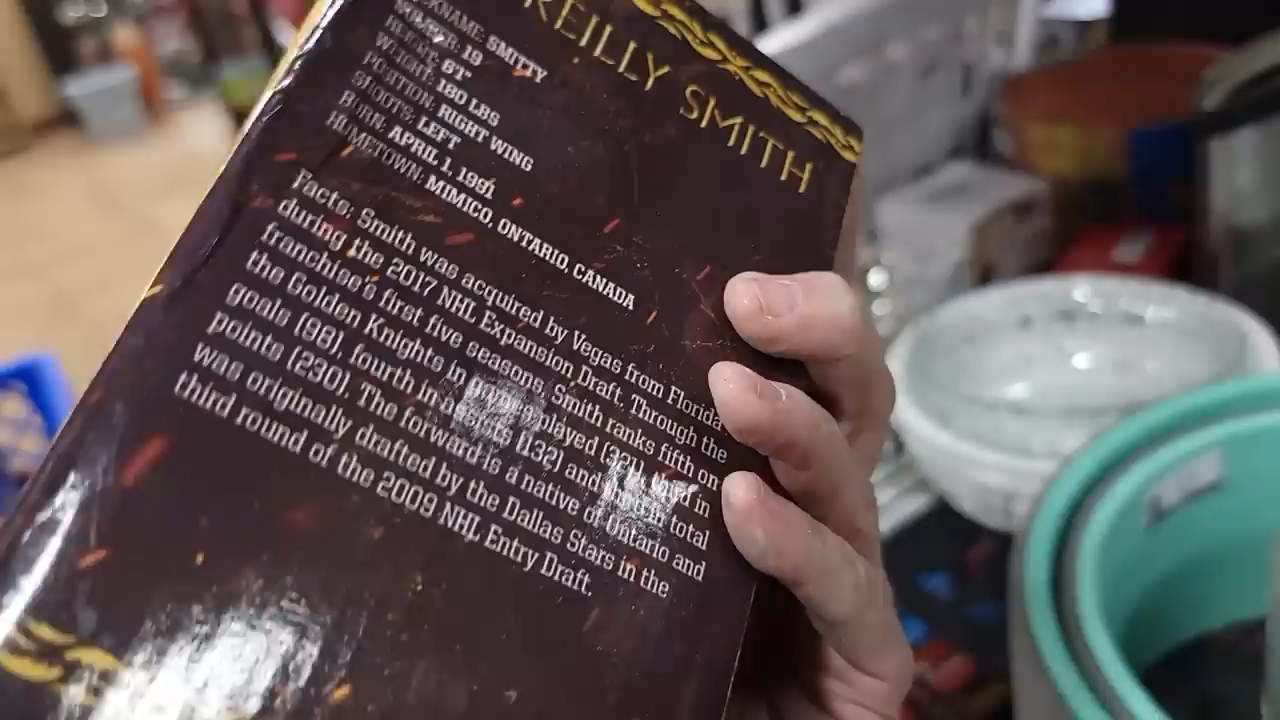 REILLY SMITH
NICKNAME: SMITTY
NUMBER: 19
HEIGHT: 6'1"
WEIGHT: 180 LBS
POSITION: RIGHT WING
SHOOTS: LEFT
BORN: APRIL 1, 1991
HOMETOWN: MIMICO, ONTARIO, CANADA
Facts: Smith was acquired by Vegas from Florida
during the 2017 NHL Expansion Draft. Through the
franchise's first five seasons, Smith ranks fifth on
the Golden Knights in played (321), third in
goals (98), fourth in (132) and total
points (230). The forward is a native of Ontario and
was originally drafted by the Dallas Stars in the
third round of the 2009 NHL Entry Draft.